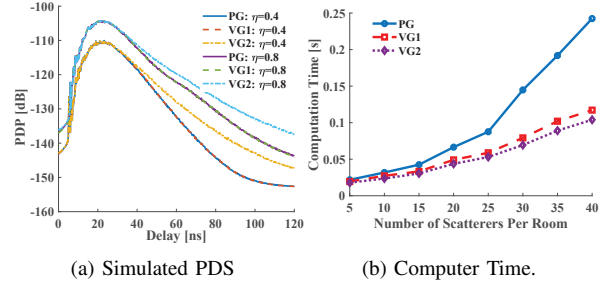 -100
-110
-120
-130
-140
-150
-160
PDP [dB]
0
20
40
60
80
100
120
Delay [ns]
PG: η=0.4
VG1: η=0.4
VG2: η=0.4
PG: η=0.8
VG1: η=0.8
VG2: η=0.8
(a) Simulated PDS
0.25
0.2
0.15
0.1
0.05
0
Computation Time [s]
5
10
15
20
25
30
35
40
Number of Scatterers Per Room
PG
VG1
VG2
(b) Computer Time.